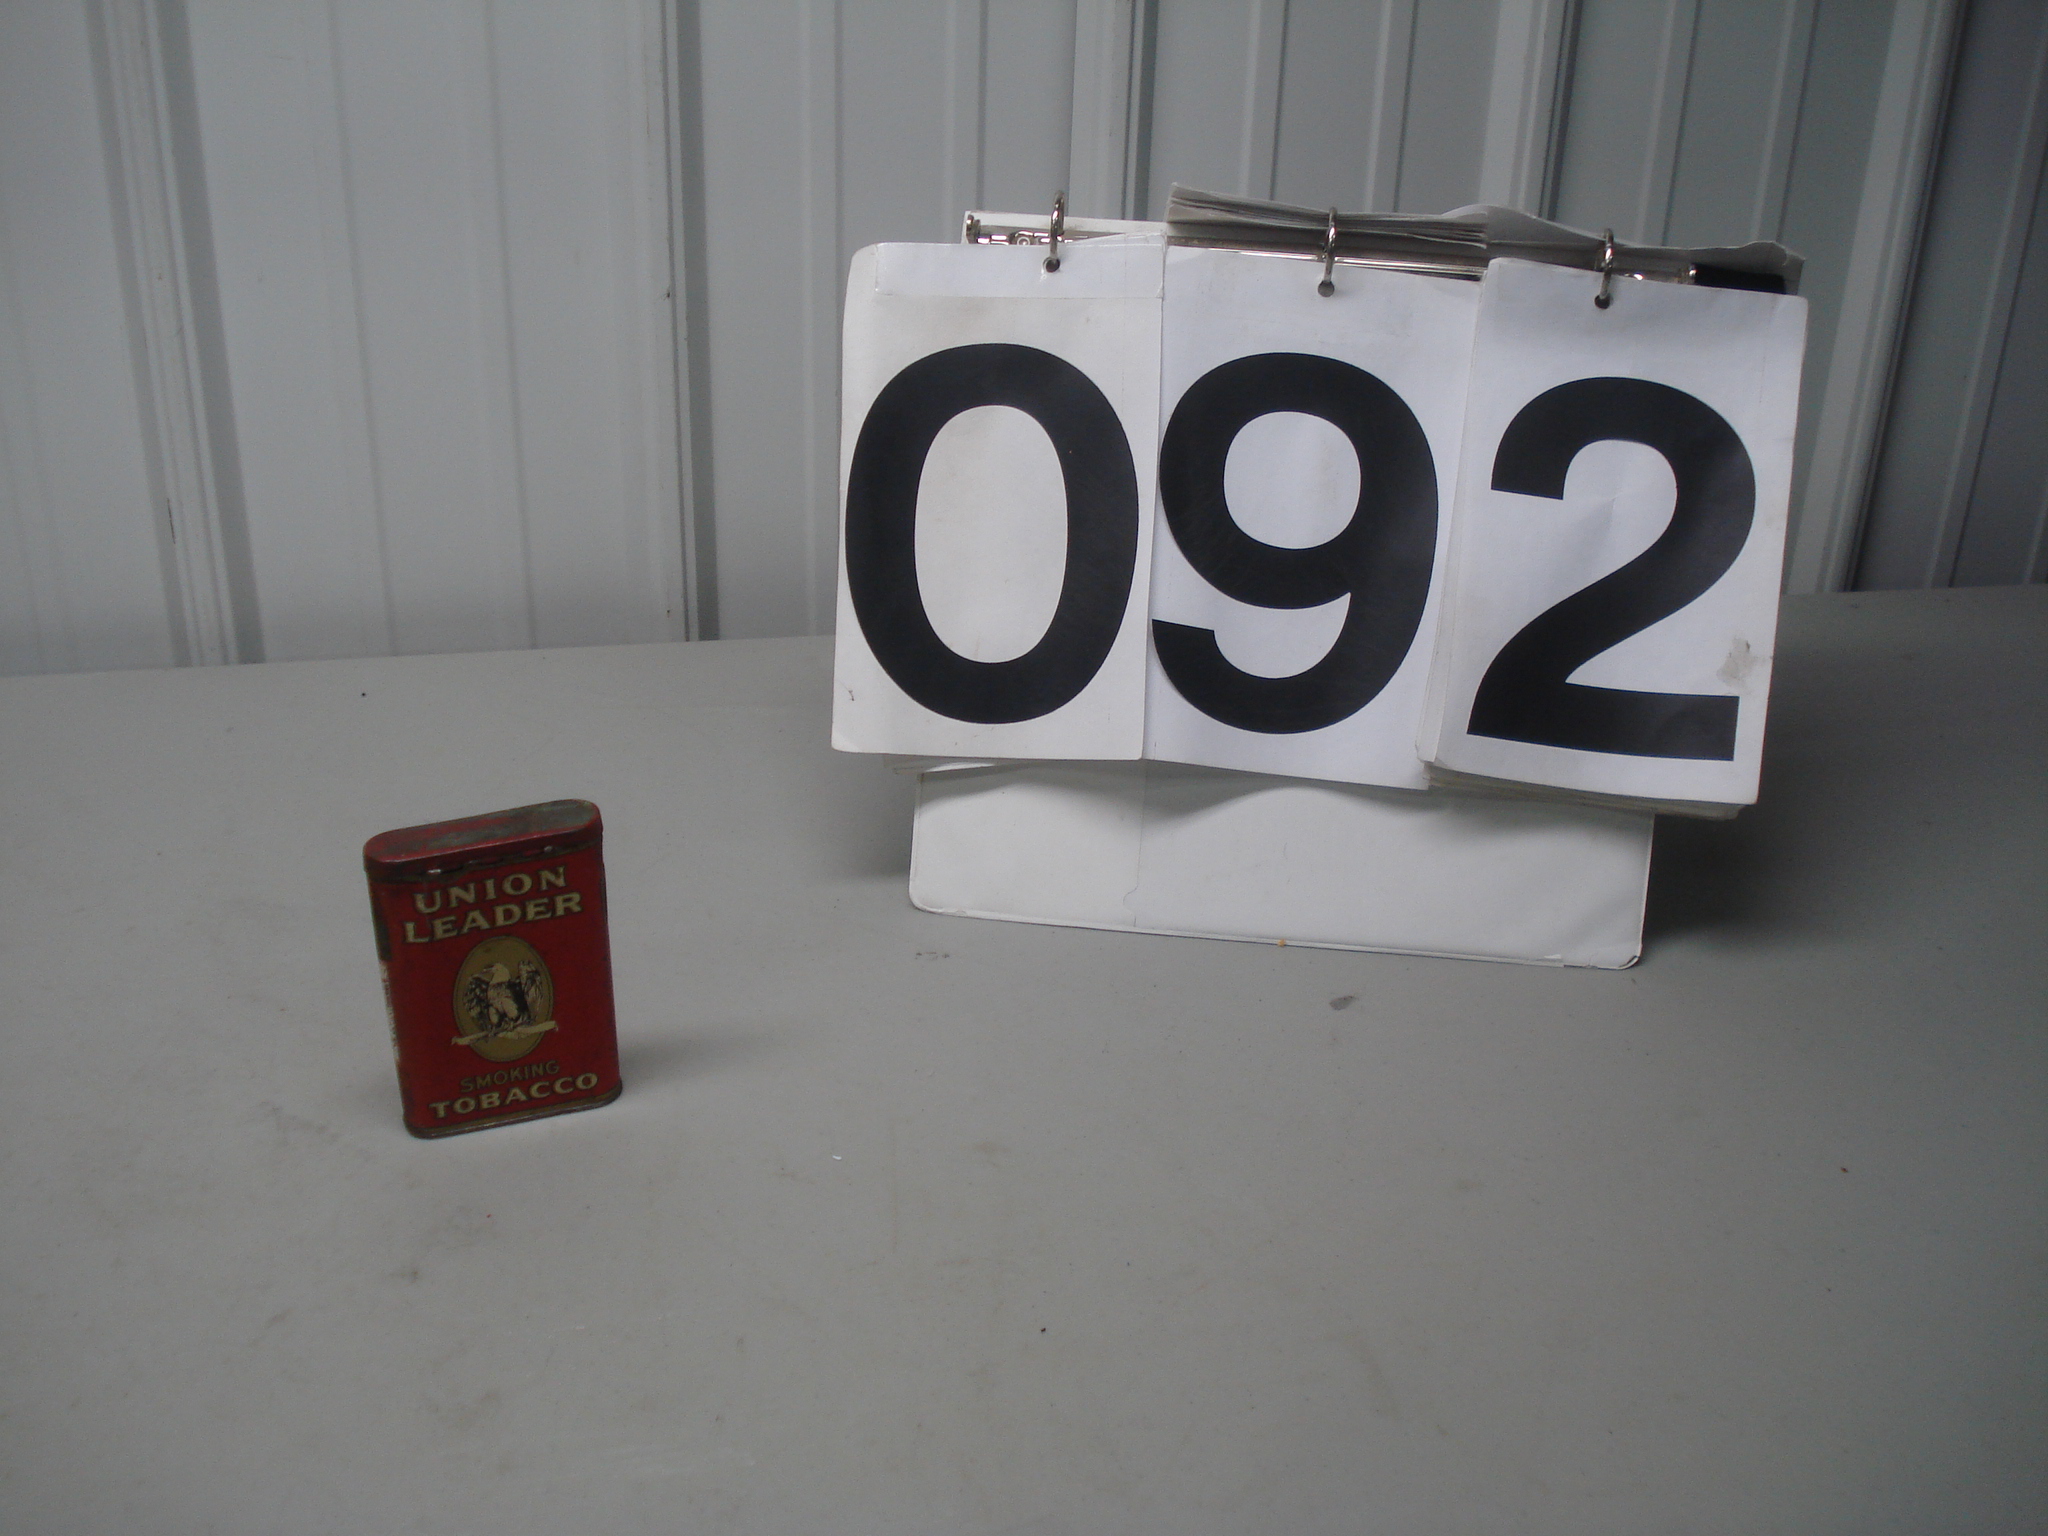 092
UNION
LEADER
SMOKING
TOBACCO